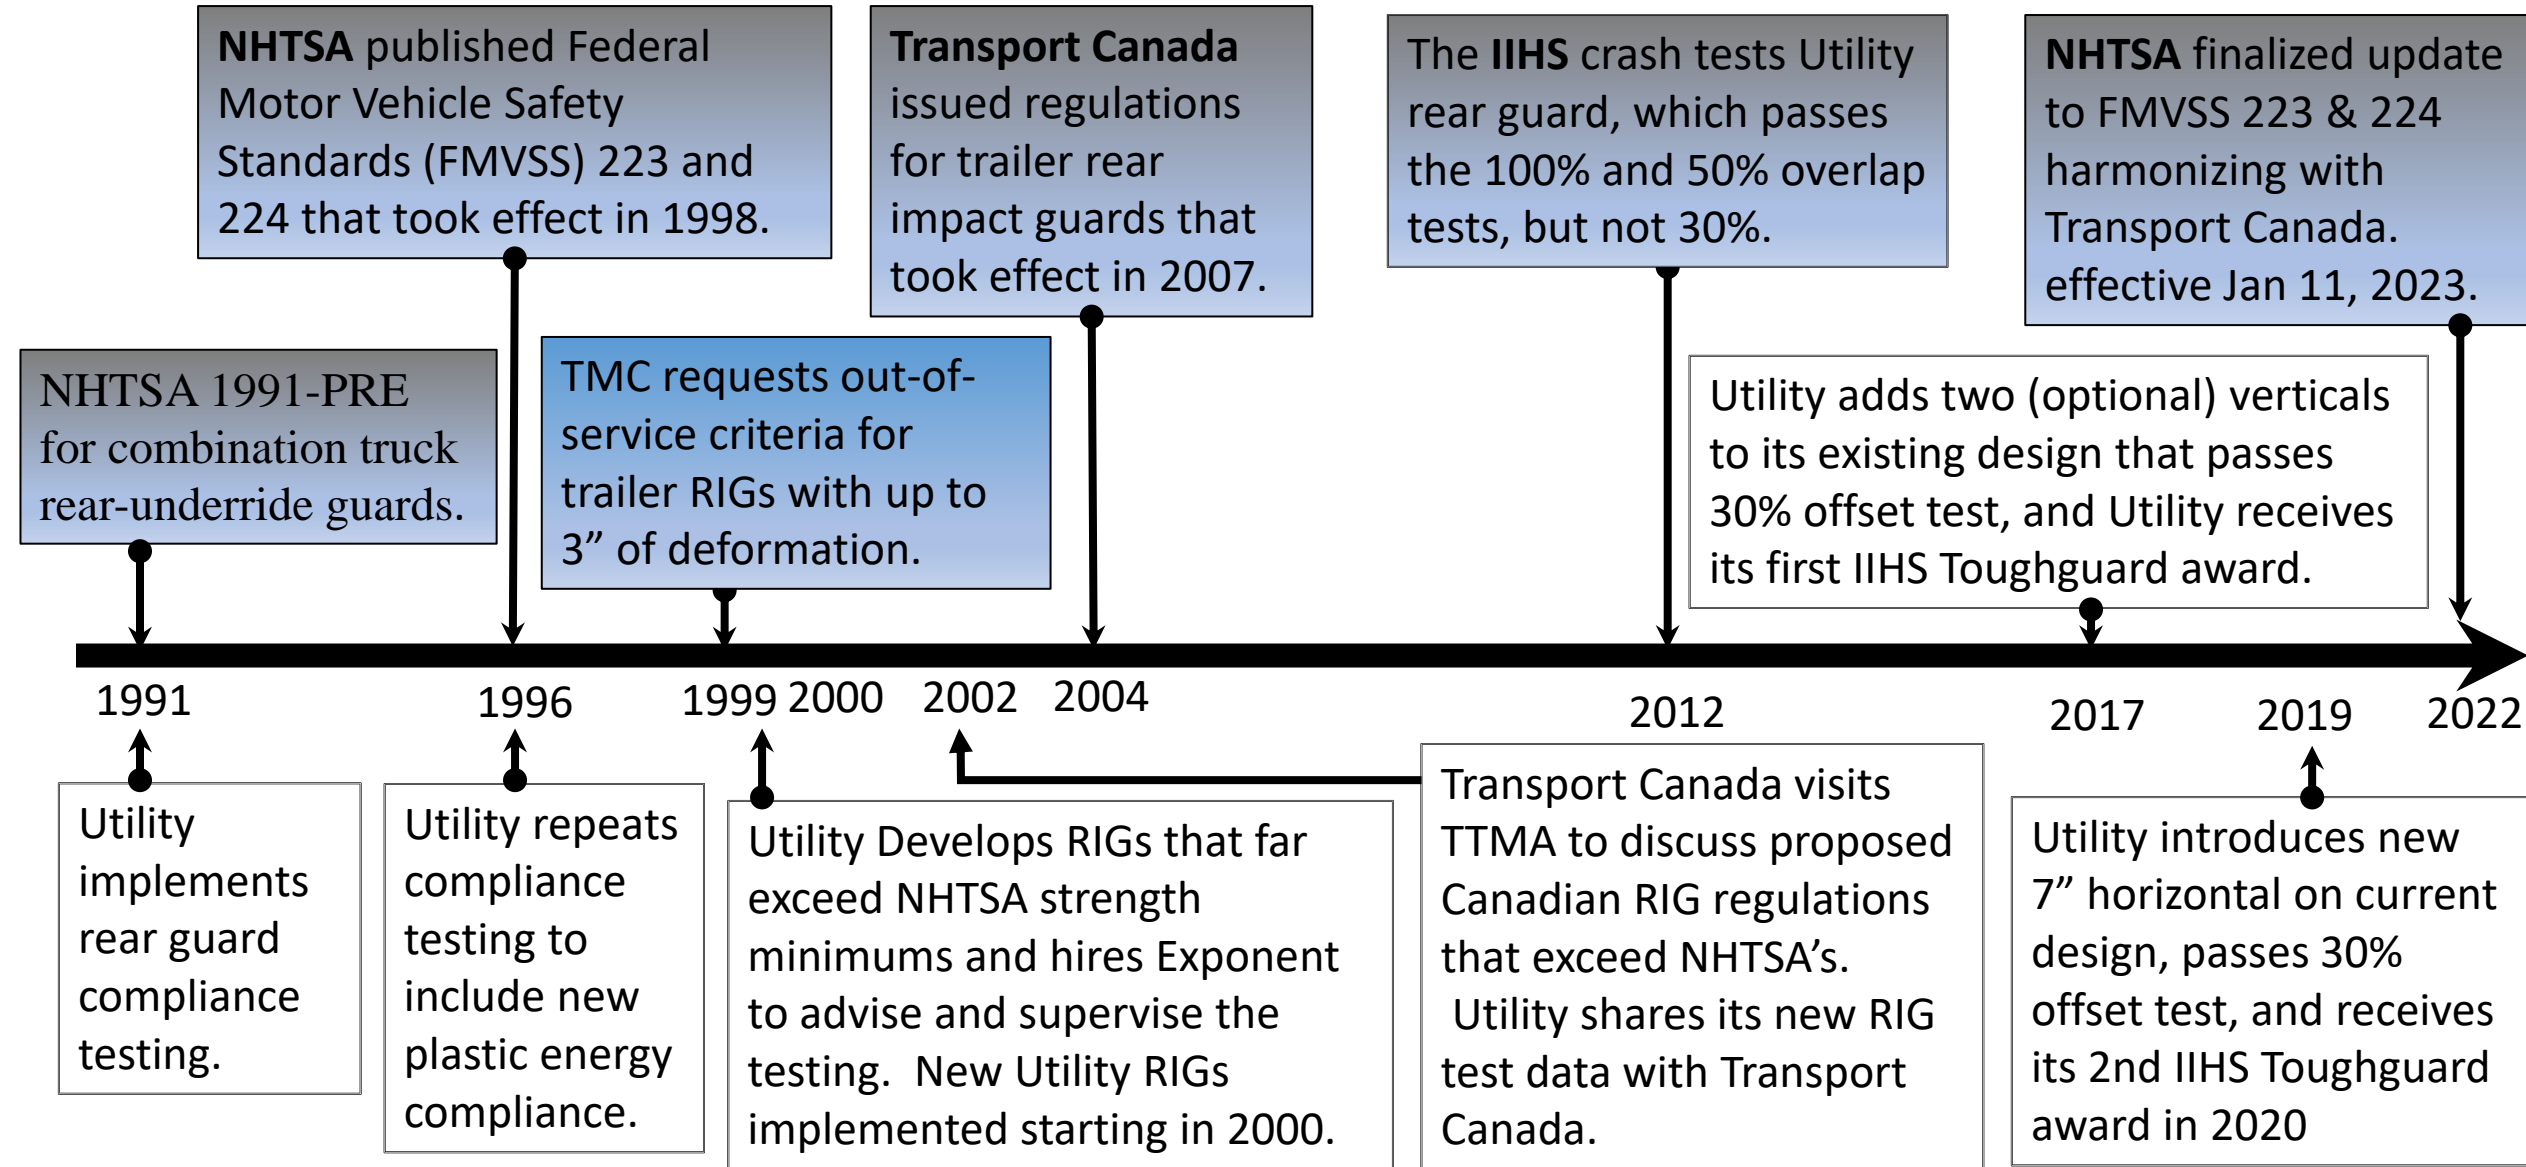 NHTSA published Federal
Motor Vehicle Safety
Standards (FMVSS) 223 and
224 that took effect in 1998.
Transport Canada
issued regulations
for trailer rear
impact guards that
took effect in 2007.
The IIHS crash tests Utility
rear guard, which passes
the 100% and 50% overlap
tests, but not 30%.
NHTSA finalized update
to FMVSS 223 & 224
harmonizing with
Transport Canada.
effective Jan 11, 2023.
NHTSA 1991-PRE
for combination truck
rear-underride guards.
TMC requests out-of-
service criteria for
trailer RIGs with up to
3” of deformation.
Utility adds two (optional) verticals
to its existing design that passes
30% offset test, and Utility receives
its first IIHS Toughguard award.
1991
1996
1999
2000
2002
2004
2012
2017
2019
2022
Utility
implements
rear guard
compliance
testing.
Utility repeats
compliance
testing to
include new
plastic energy
compliance.
Utility Develops RIGs that far
exceed NHTSA strength
minimums and hires Exponent
to advise and supervise the
testing.  New Utility RIGs
implemented starting in 2000.
Transport Canada visits
TTMA to discuss proposed
Canadian RIG regulations
that exceed NHTSA’s.
Utility shares its new RIG
test data with Transport
Canada.
Utility introduces new
7” horizontal on current
design, passes 30%
offset test, and receives
its 2nd IIHS Toughguard
award in 2020